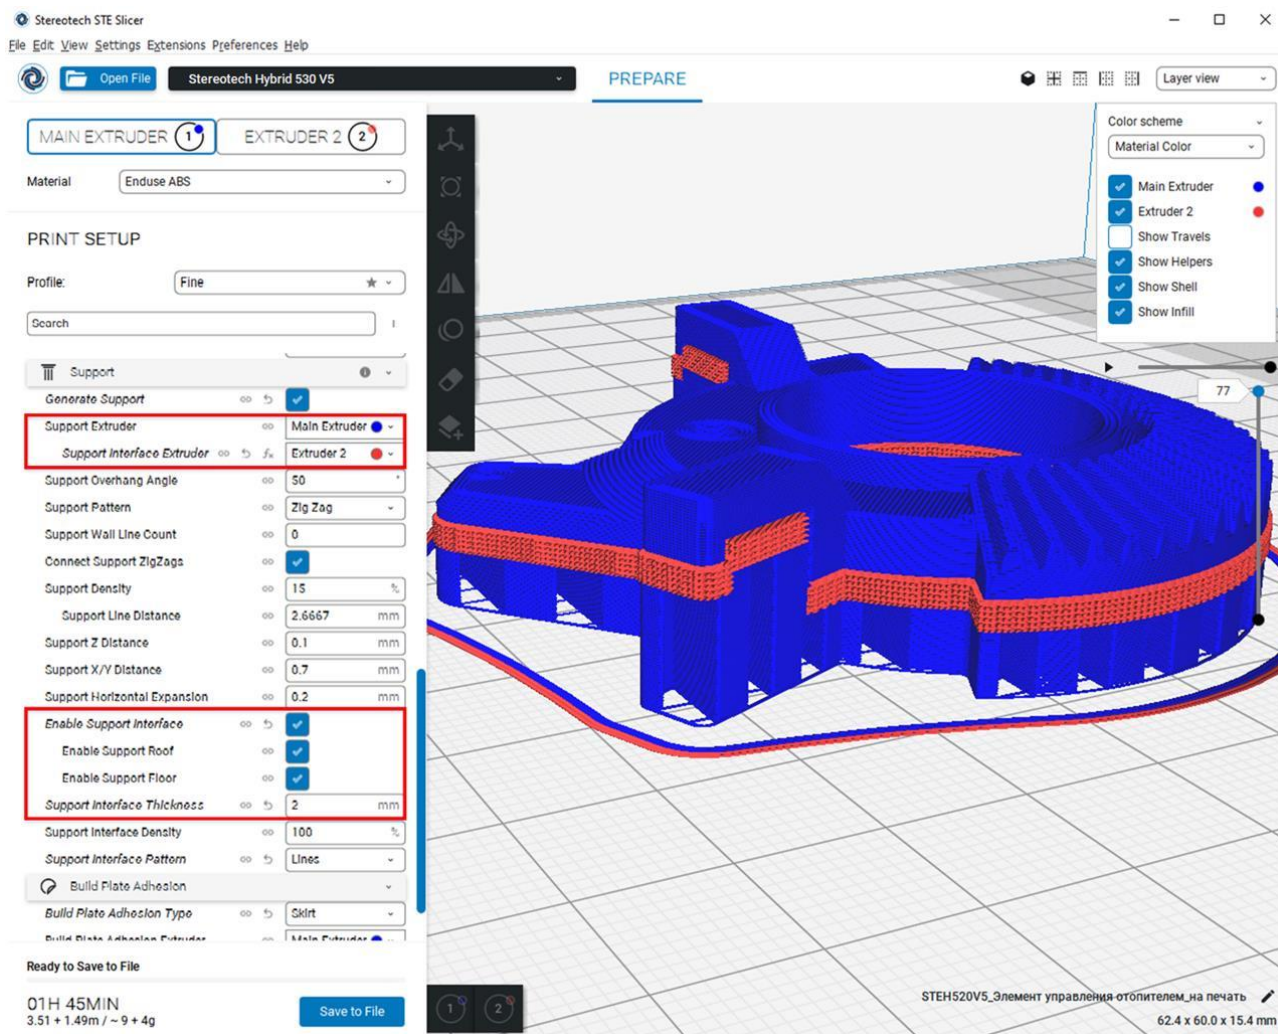 Stereotech STE Slicer
File Edit View Settings Extensions Preferences Help
Open File
Stereotech Hybrid 530 V5
PREPARE
Layer view
MAIN EXTRUDER 1
EXTRUDER 2 2
Material
Enduse ABS
PRINT SETUP
Profile:
Fine
Search
Support
Generate Support
Support Extruder
Main Extruder
Support Interface Extruder
Extruder 2
Support Overhang Angle
50 °
Support Pattern
Zig Zag
Support Wall Line Count
0
Connect Support ZigZags
Support Density
15 %
Support Line Distance
2.6667 mm
Support Z Distance
0.1 mm
Support X/Y Distance
0.7 mm
Support Horizontal Expansion
0.2 mm
Enable Support Interface
Enable Support Roof
Enable Support Floor
Support Interface Thickness
2 mm
Support Interface Density
100 %
Support Interface Pattern
Lines
Build Plate Adhesion
Build Plate Adhesion Type
Skirt
Build Plate Adhesion Extruder
Main Extruder
Ready to Save to File
01H 45MIN
3.51 + 1.49m / ~ 9 + 4g
Save to File
Color scheme
Material Color
Main Extruder
Extruder 2
Show Travels
Show Helpers
Show Shell
Show Infill
77
1
2
STEH520V5_Элемент управления-отопителем_на печать
62.4 x 60.0 x 15.4 mm